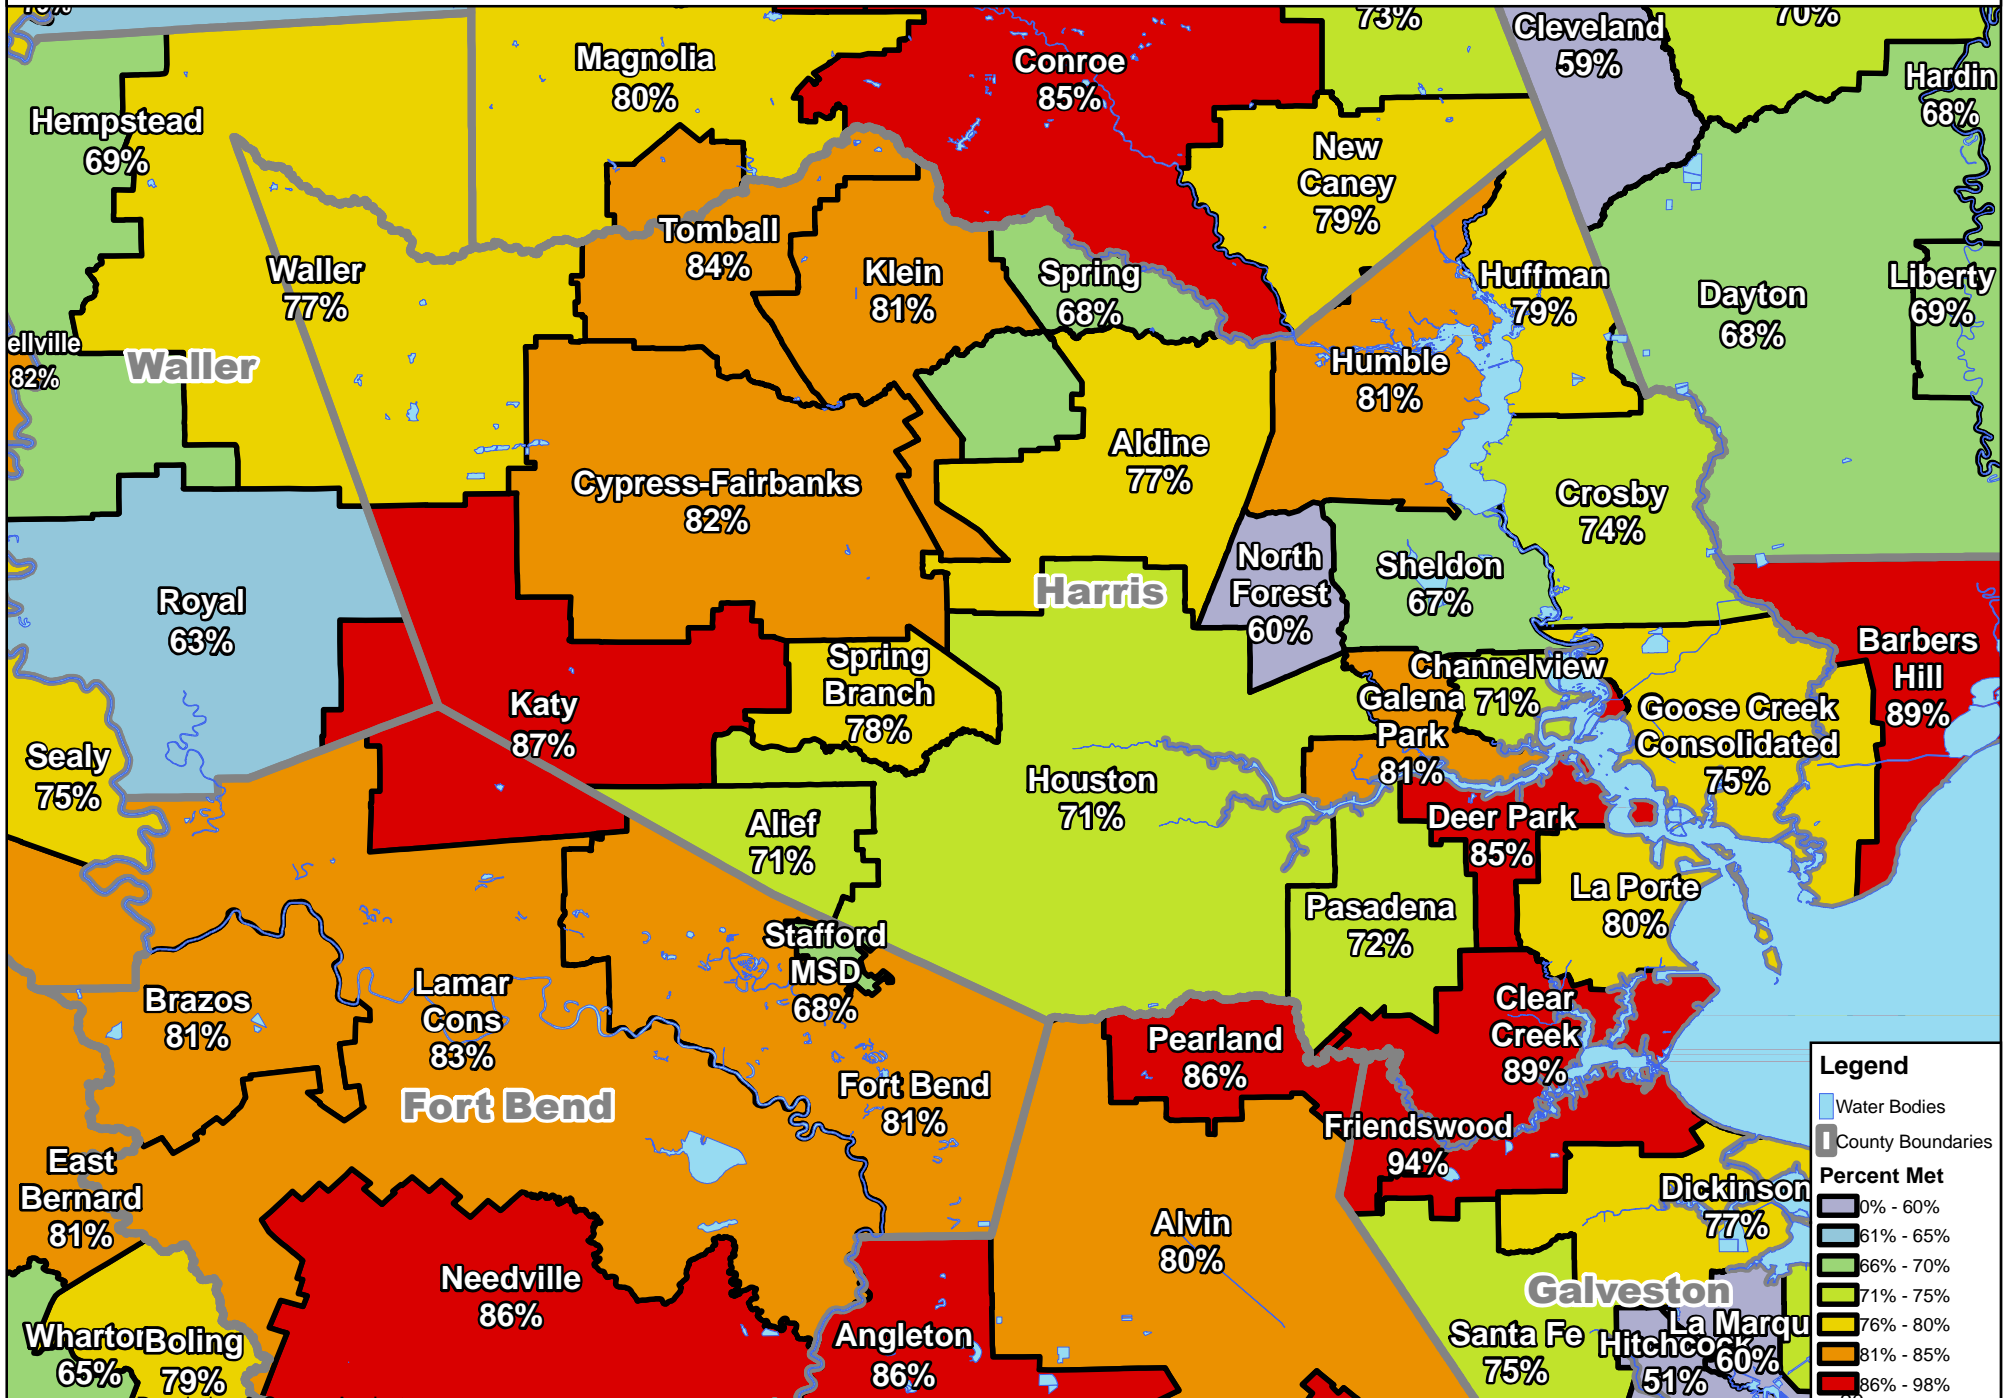 73%
70%
Cleveland
59%
Magnolia
80%
Conroe
85%
Hardin
68%
Hempstead
69%
New
Caney
79%
Tomball
84%
Waller
77%
Klein
81%
Spring
68%
Huffman
79%
Dayton
68%
Liberty
69%
ellville
82%
Waller
Humble
81%
Aldine
77%
Cypress-Fairbanks
82%
Crosby
74%
North
Forest
60%
Sheldon
67%
Harris
Royal
63%
Katy
87%
Spring
Branch
78%
Channelview
71%
Galena
Park
81%
Goose Creek
Consolidated
75%
Barbers
Hill
89%
Sealy
75%
Houston
71%
Alief
71%
Deer Park
85%
La Porte
80%
Pasadena
72%
Stafford
MSD
68%
Brazos
81%
Lamar
Cons
83%
Clear
Creek
89%
Pearland
86%
Fort Bend
81%
Fort Bend
Friendswood
94%
East
Bernard
81%
Dickinson
77%
Alvin
80%
Needville
86%
Galveston
Wharton
65%
Boling
79%
Angleton
86%
Santa Fe
75%
Hitchcock
51%
La Marqu
60%
Legend
Water Bodies
County Boundaries
Percent Met
0% - 60%
61% - 65%
66% - 70%
71% - 75%
76% - 80%
81% - 85%
86% - 98%